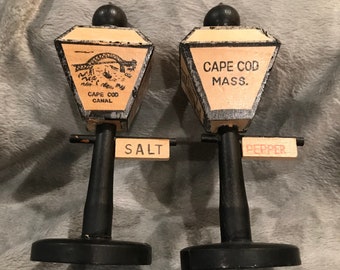 CAPE COD
CANAL
SALT
CAPE COD
MASS.
PEPPER